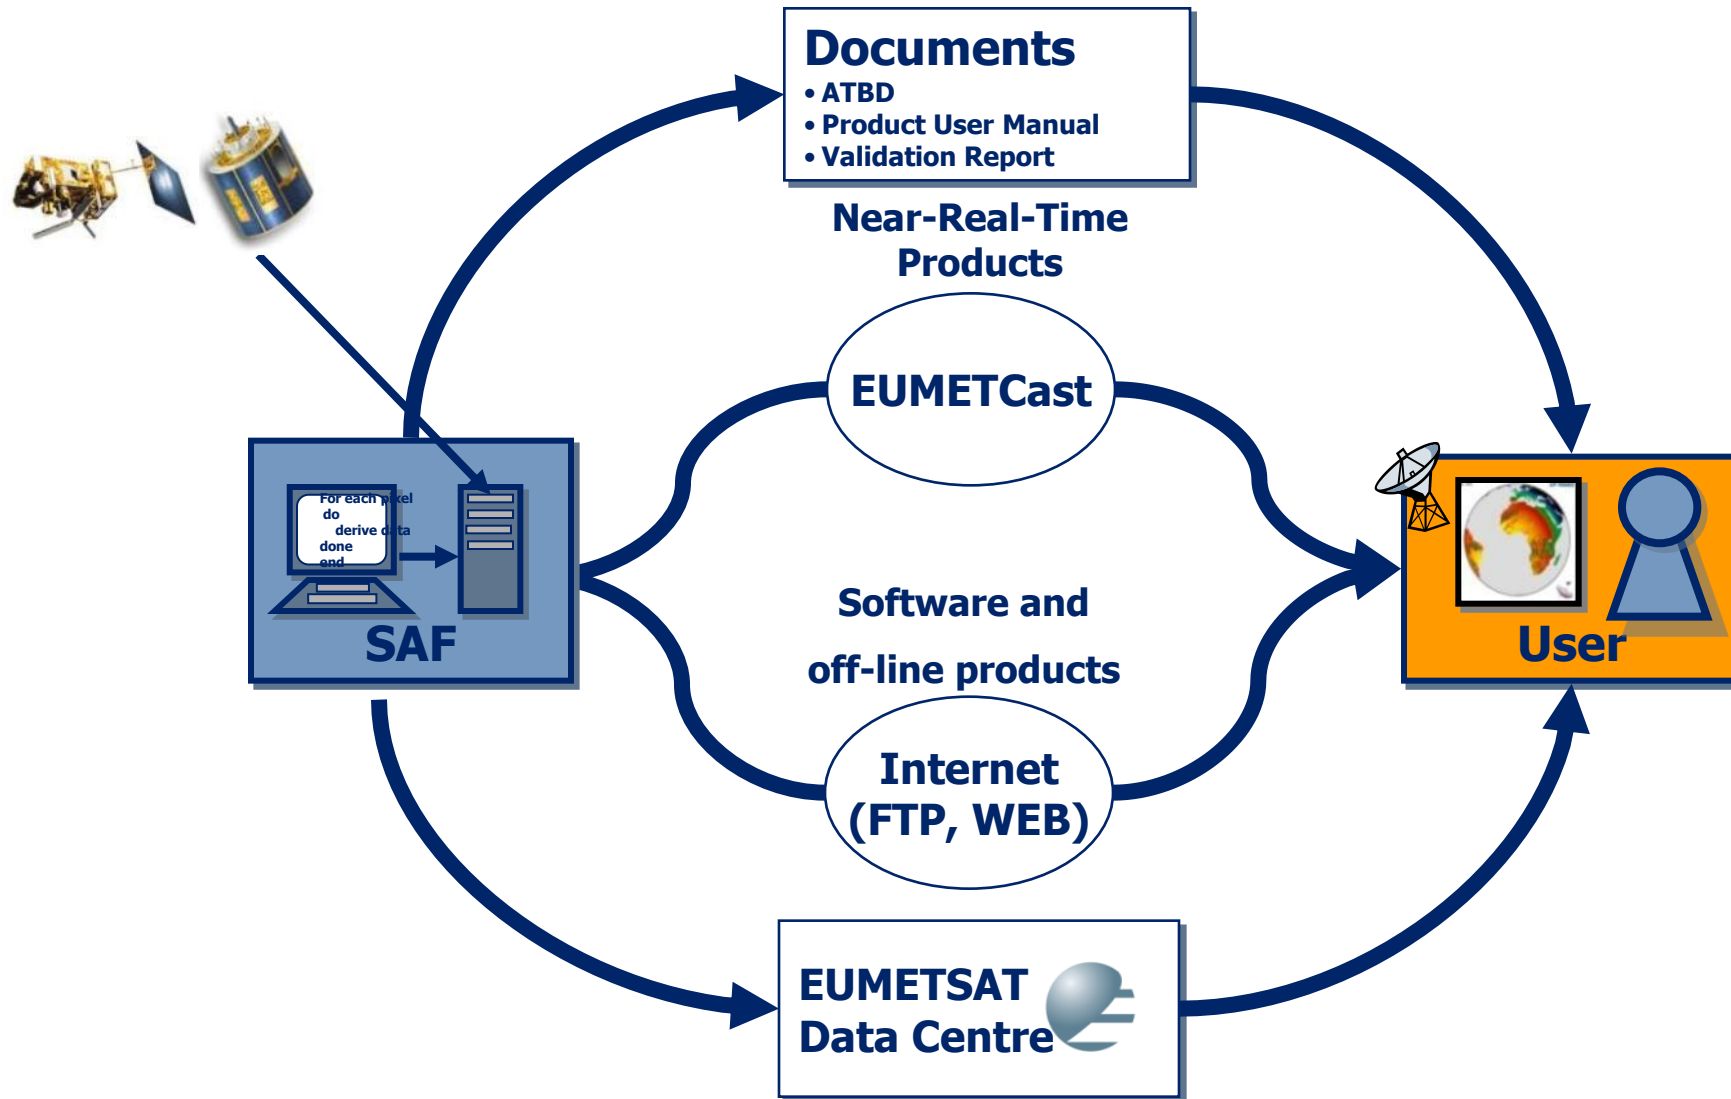 Documents
• ATBD
• Product User Manual
• Validation Report
Near-Real-Time
Products
EUMETCast
For each pixel
do
derive data
done
end
SAF
Software and
off-line products
User
Internet
(FTP, WEB)
EUMETSAT
Data Centre